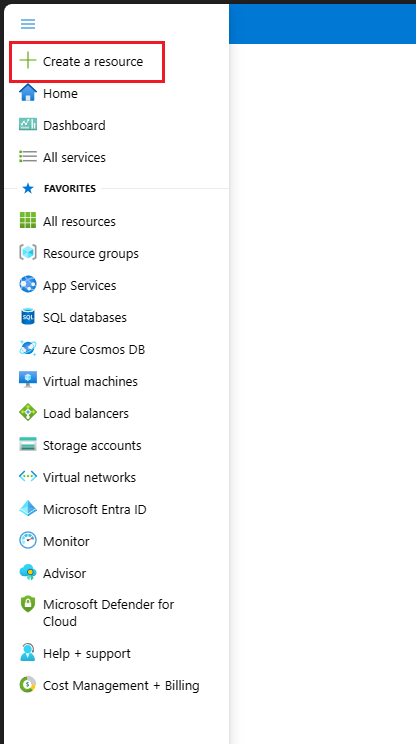 Create a resource
Home
Dashboard
All services
FAVORITES
All resources
Resource groups
App Services
SQL
SQL databases
Azure Cosmos DB
Virtual machines
Load balancers
Storage accounts
Virtual networks
Microsoft Entra ID
Monitor
Advisor
Microsoft Defender for
Cloud
Help + support
$
Cost Management + Billing